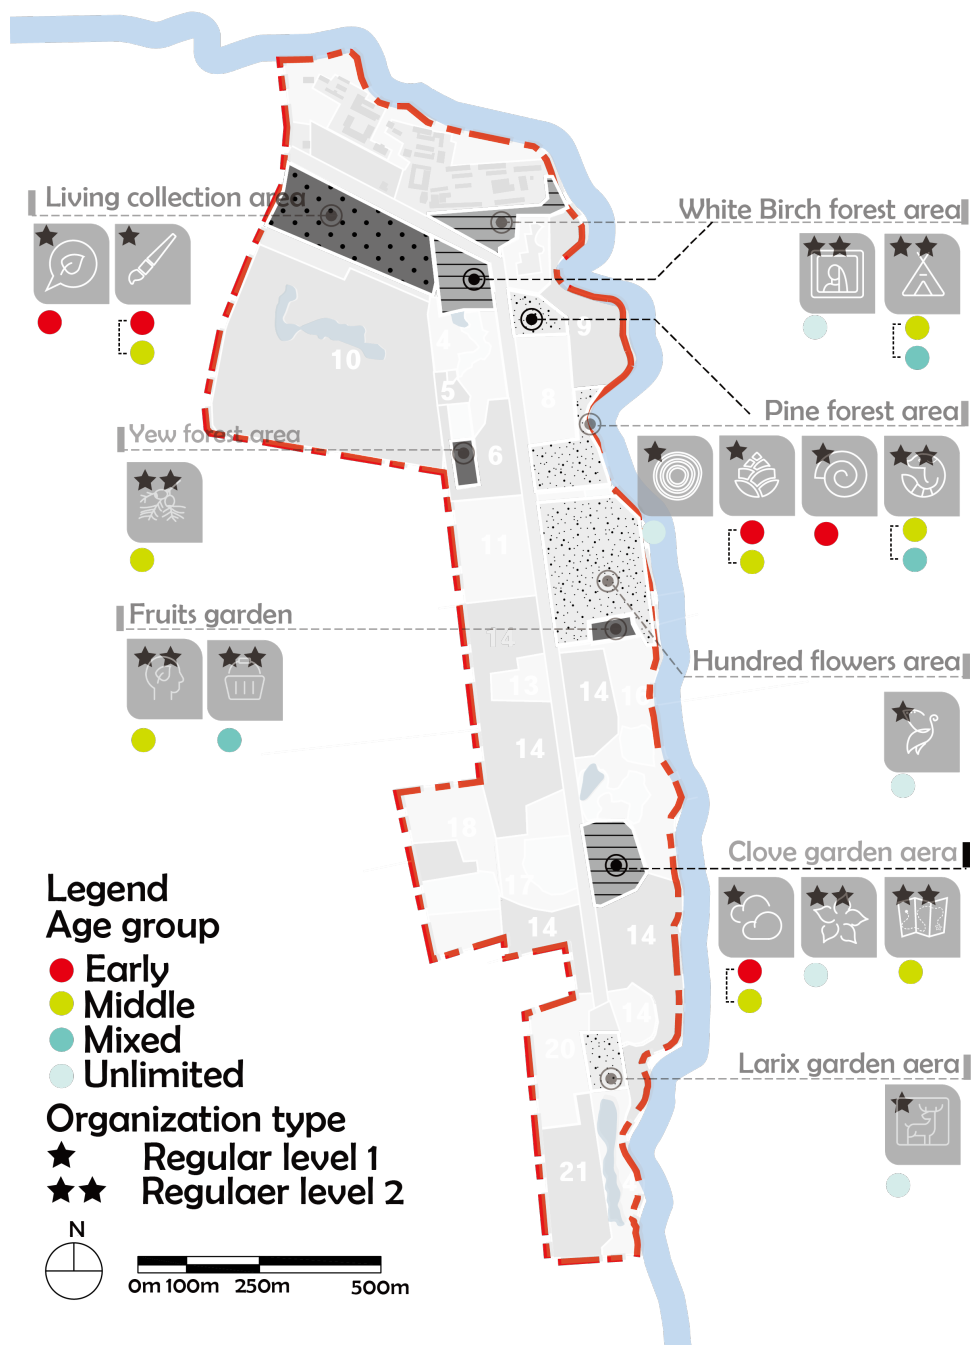 Living collection area
White Birch forest area
9
4
10
5
8
Pine forest area
Yew forest area
6
11
Fruits garden
14
Hundred flowers area
13
14
16
14
18
Clove garden aera
17
14
14
Legend
Age group
Early
Middle
Mixed
Unlimited
14
20
Larix garden aera
Organization type
Regular level 1
Regulaer level 2
21
N
0m 100m 250m 500m